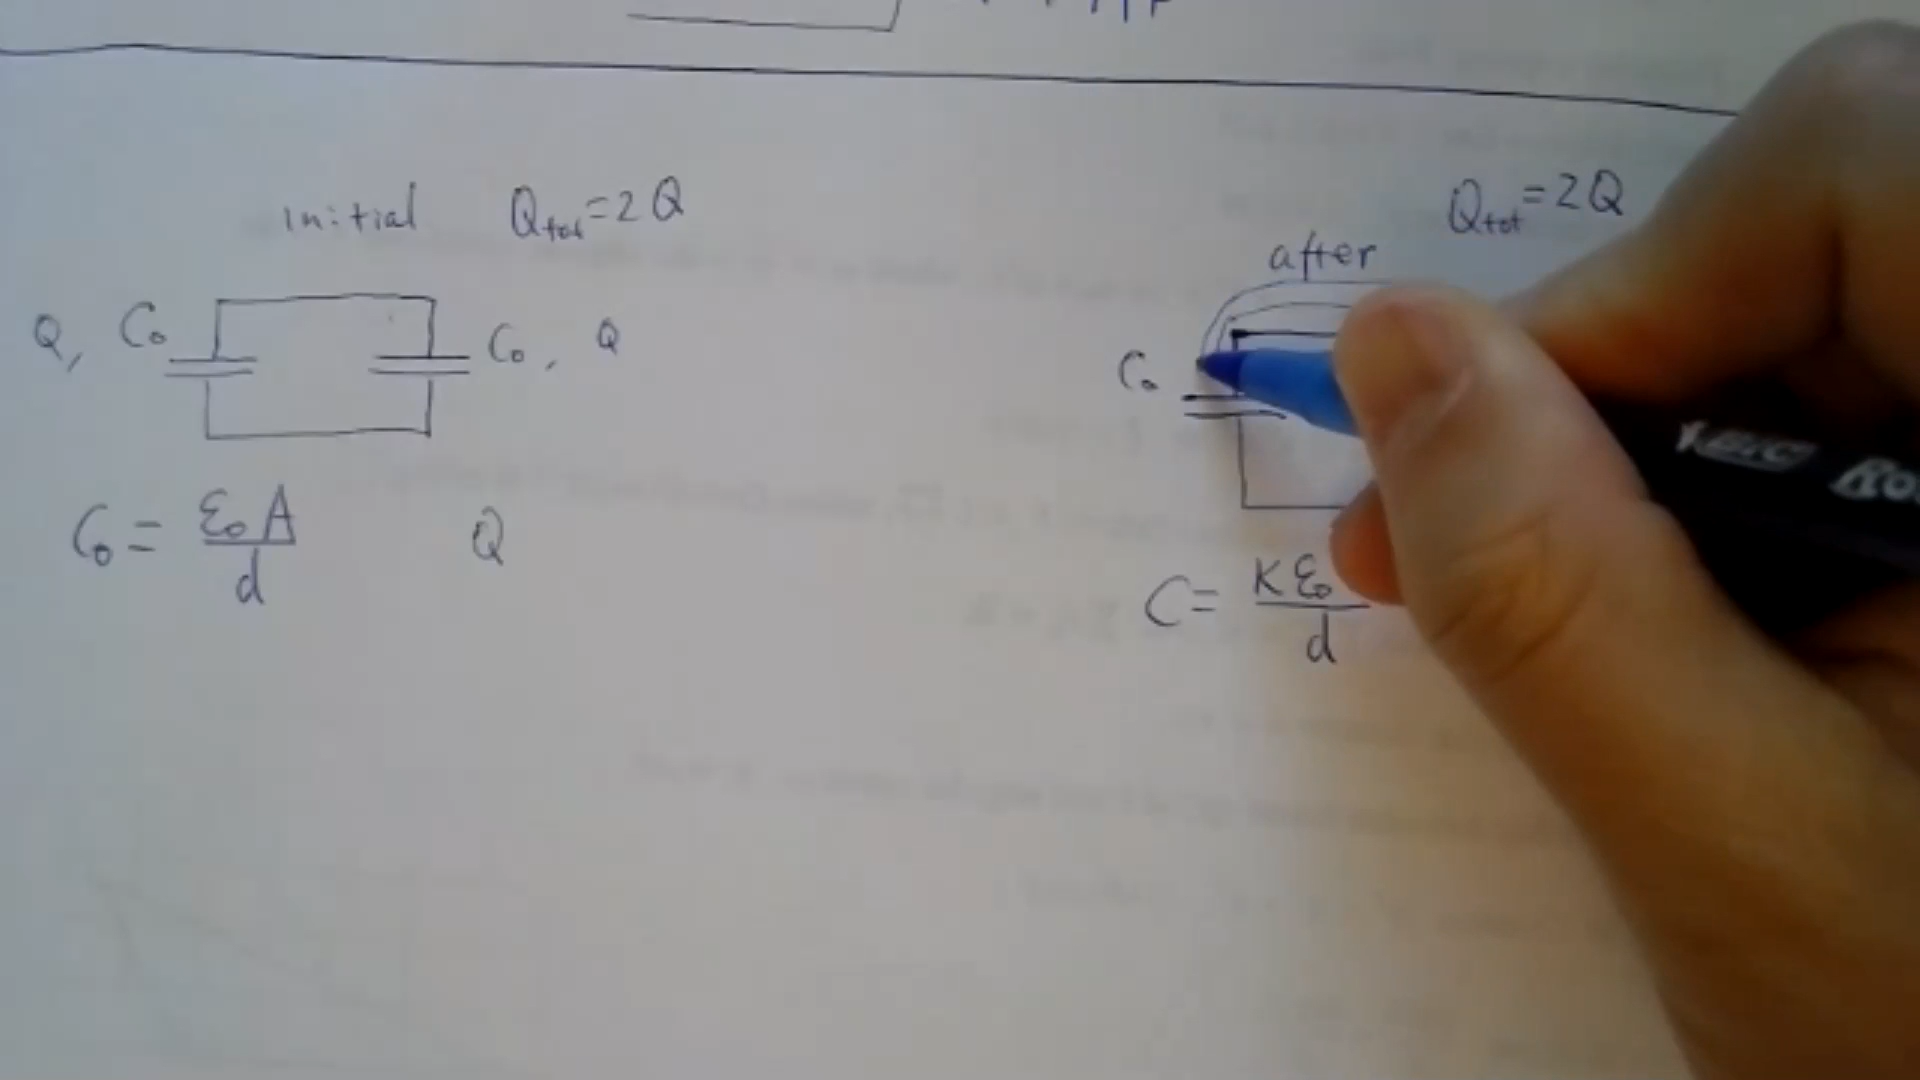 initial Q_tot = 2Q
Q, C₀
C₀, Q
C₀ = ε₀A / d
Q
Q_tot = 2Q
after
C₀
C = Kε₀ / d
BIC